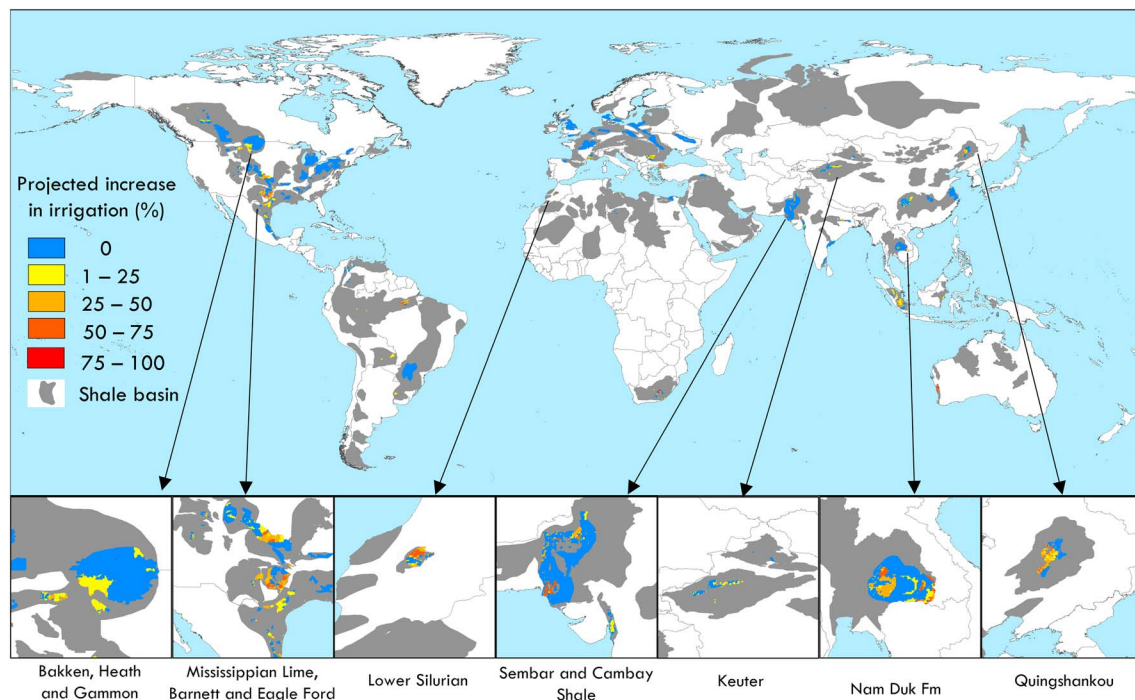 Projected increase
in irrigation (%)
0
1 – 25
25 – 50
50 – 75
75 – 100
Shale basin
Bakken, Heath
and Gammon
Mississippian Lime,
Barnett and Eagle Ford
Lower Silurian
Sembar and Cambay
Shale
Keuter
Nam Duk Fm
Quingshankou